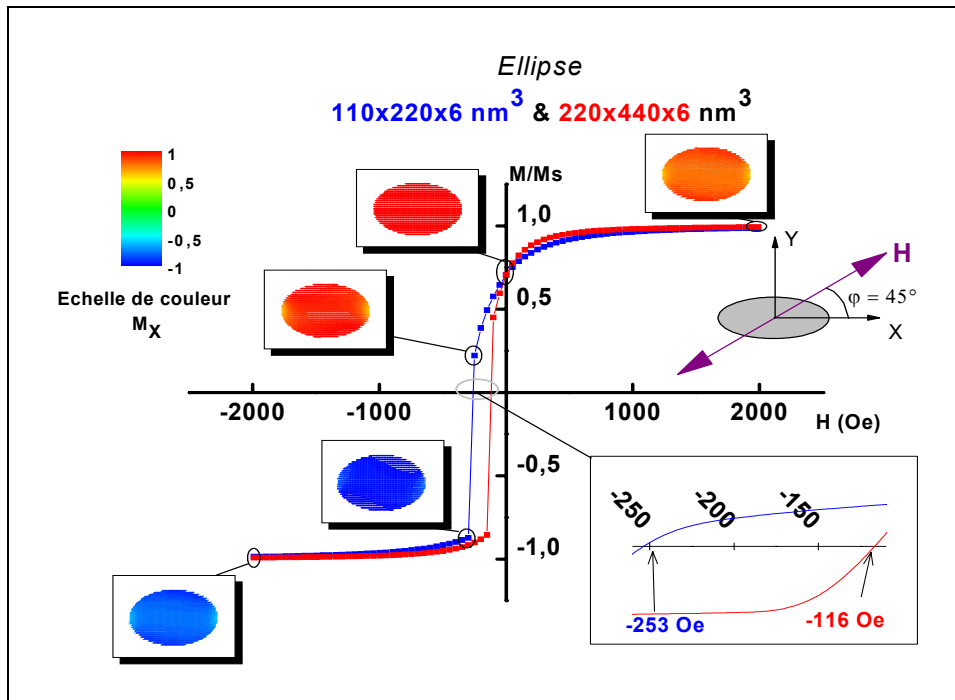 Ellipse
110x220x6 nm³ & 220x440x6 nm³
1
0,5
0
-0,5
-1
Echelle de couleur
M_X
M/Ms
1,0
0,5
-0,5
-1,0
-2000
-1000
1000
2000
H (Oe)
Y
H
φ = 45°
X
-250
-200
-150
-253 Oe
-116 Oe